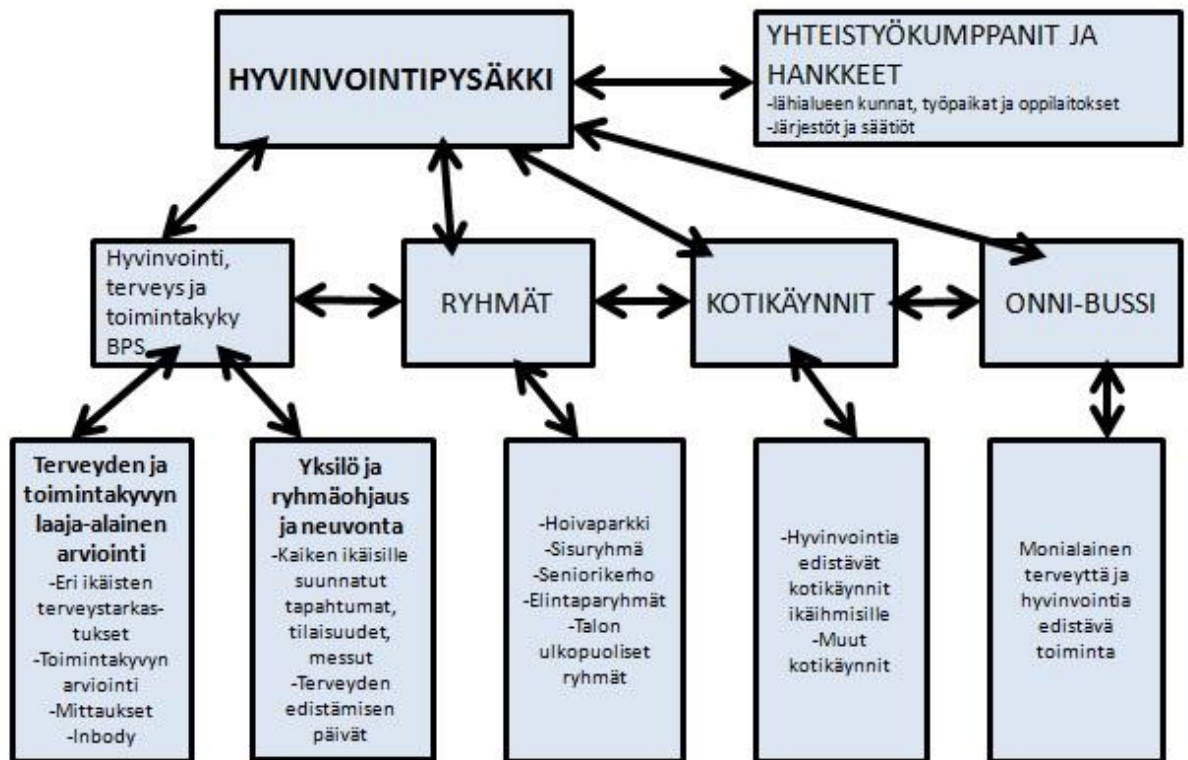 HYVINVOINTIPYSÄKKI
YHTEISTYÖKUMPPANIT JA
HANKKEET
-lähialueen kunnat, työpaikat ja oppilaitokset
-Järjestöt ja säätiöt
Hyvinvointi,
terveys ja
toimintakyky
BPS
RYHMÄT
KOTIKÄYNNIT
ONNI-BUSSI
Terveyden ja
toimintakyvyn
laaja-alainen
arviointi
-Eri ikäisten
terveystarkas-
tukset
-Toimintakyvyn
arviointi
-Mittaukset
-Inbody
Yksilö ja
ryhmäohjaus
ja neuvonta
-Kaiken ikäisille
suunnatut
tapahtumat,
tilaisuudet,
messut
-Terveyden
edistämisen
päivät
-Hoivaparkki
-Sisuryhmä
-Seniorikerho
-Elintaparyhmät
-Talon
ulkopuoliset
ryhmät
-Hyvinvointia
edistävät
kotikäynnit
ikäihmisille
-Muut
kotikäynnit
Monialainen
terveyttä ja
hyvinvointia
edistävä
toiminta